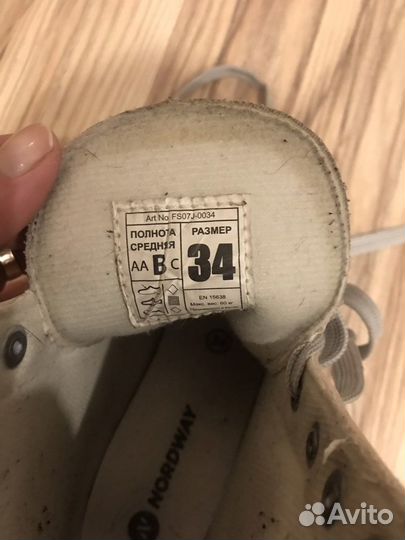 Art No FS07J-0034
ПОЛНОТА
СРЕДНЯЯ
AA B C
РАЗМЕР
34
EN 15638
Макс. вес: 60 кг
NORDWAY
Avito